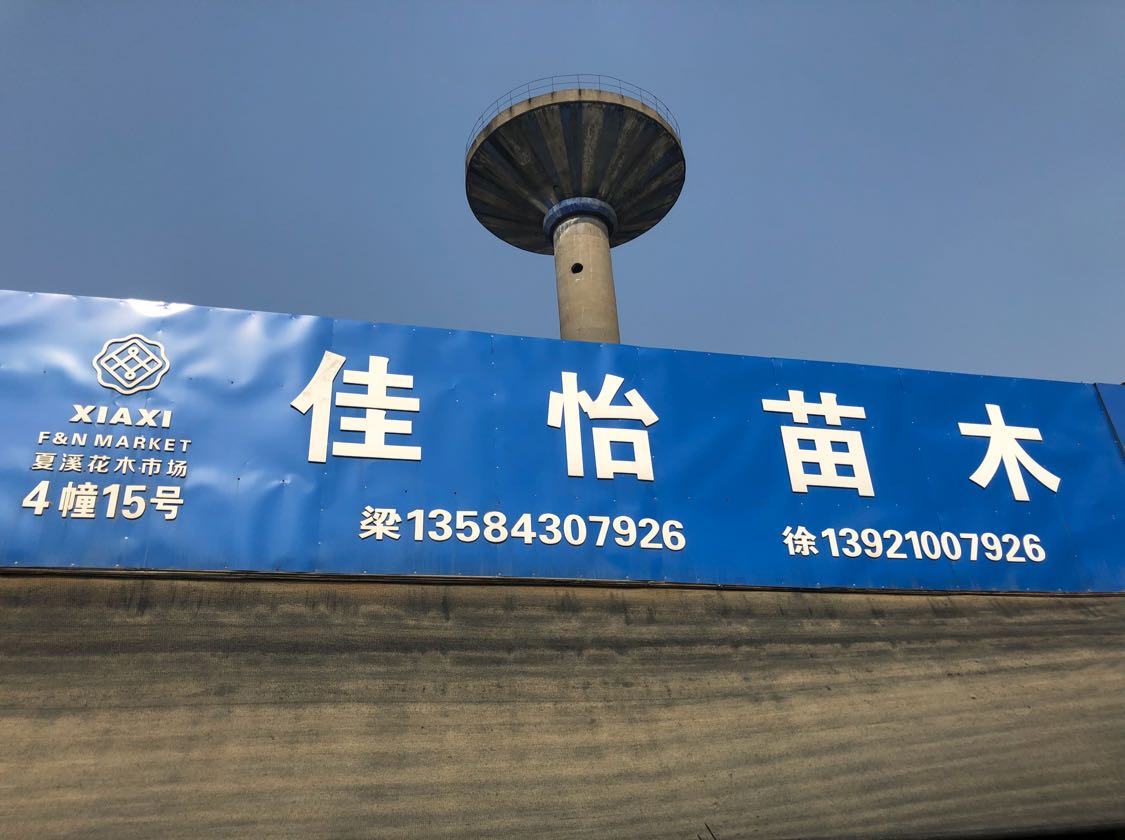 XIAXI
F&N MARKET
夏溪花木市场
4幢15号
佳怡苗木
梁13584307926
徐13921007926